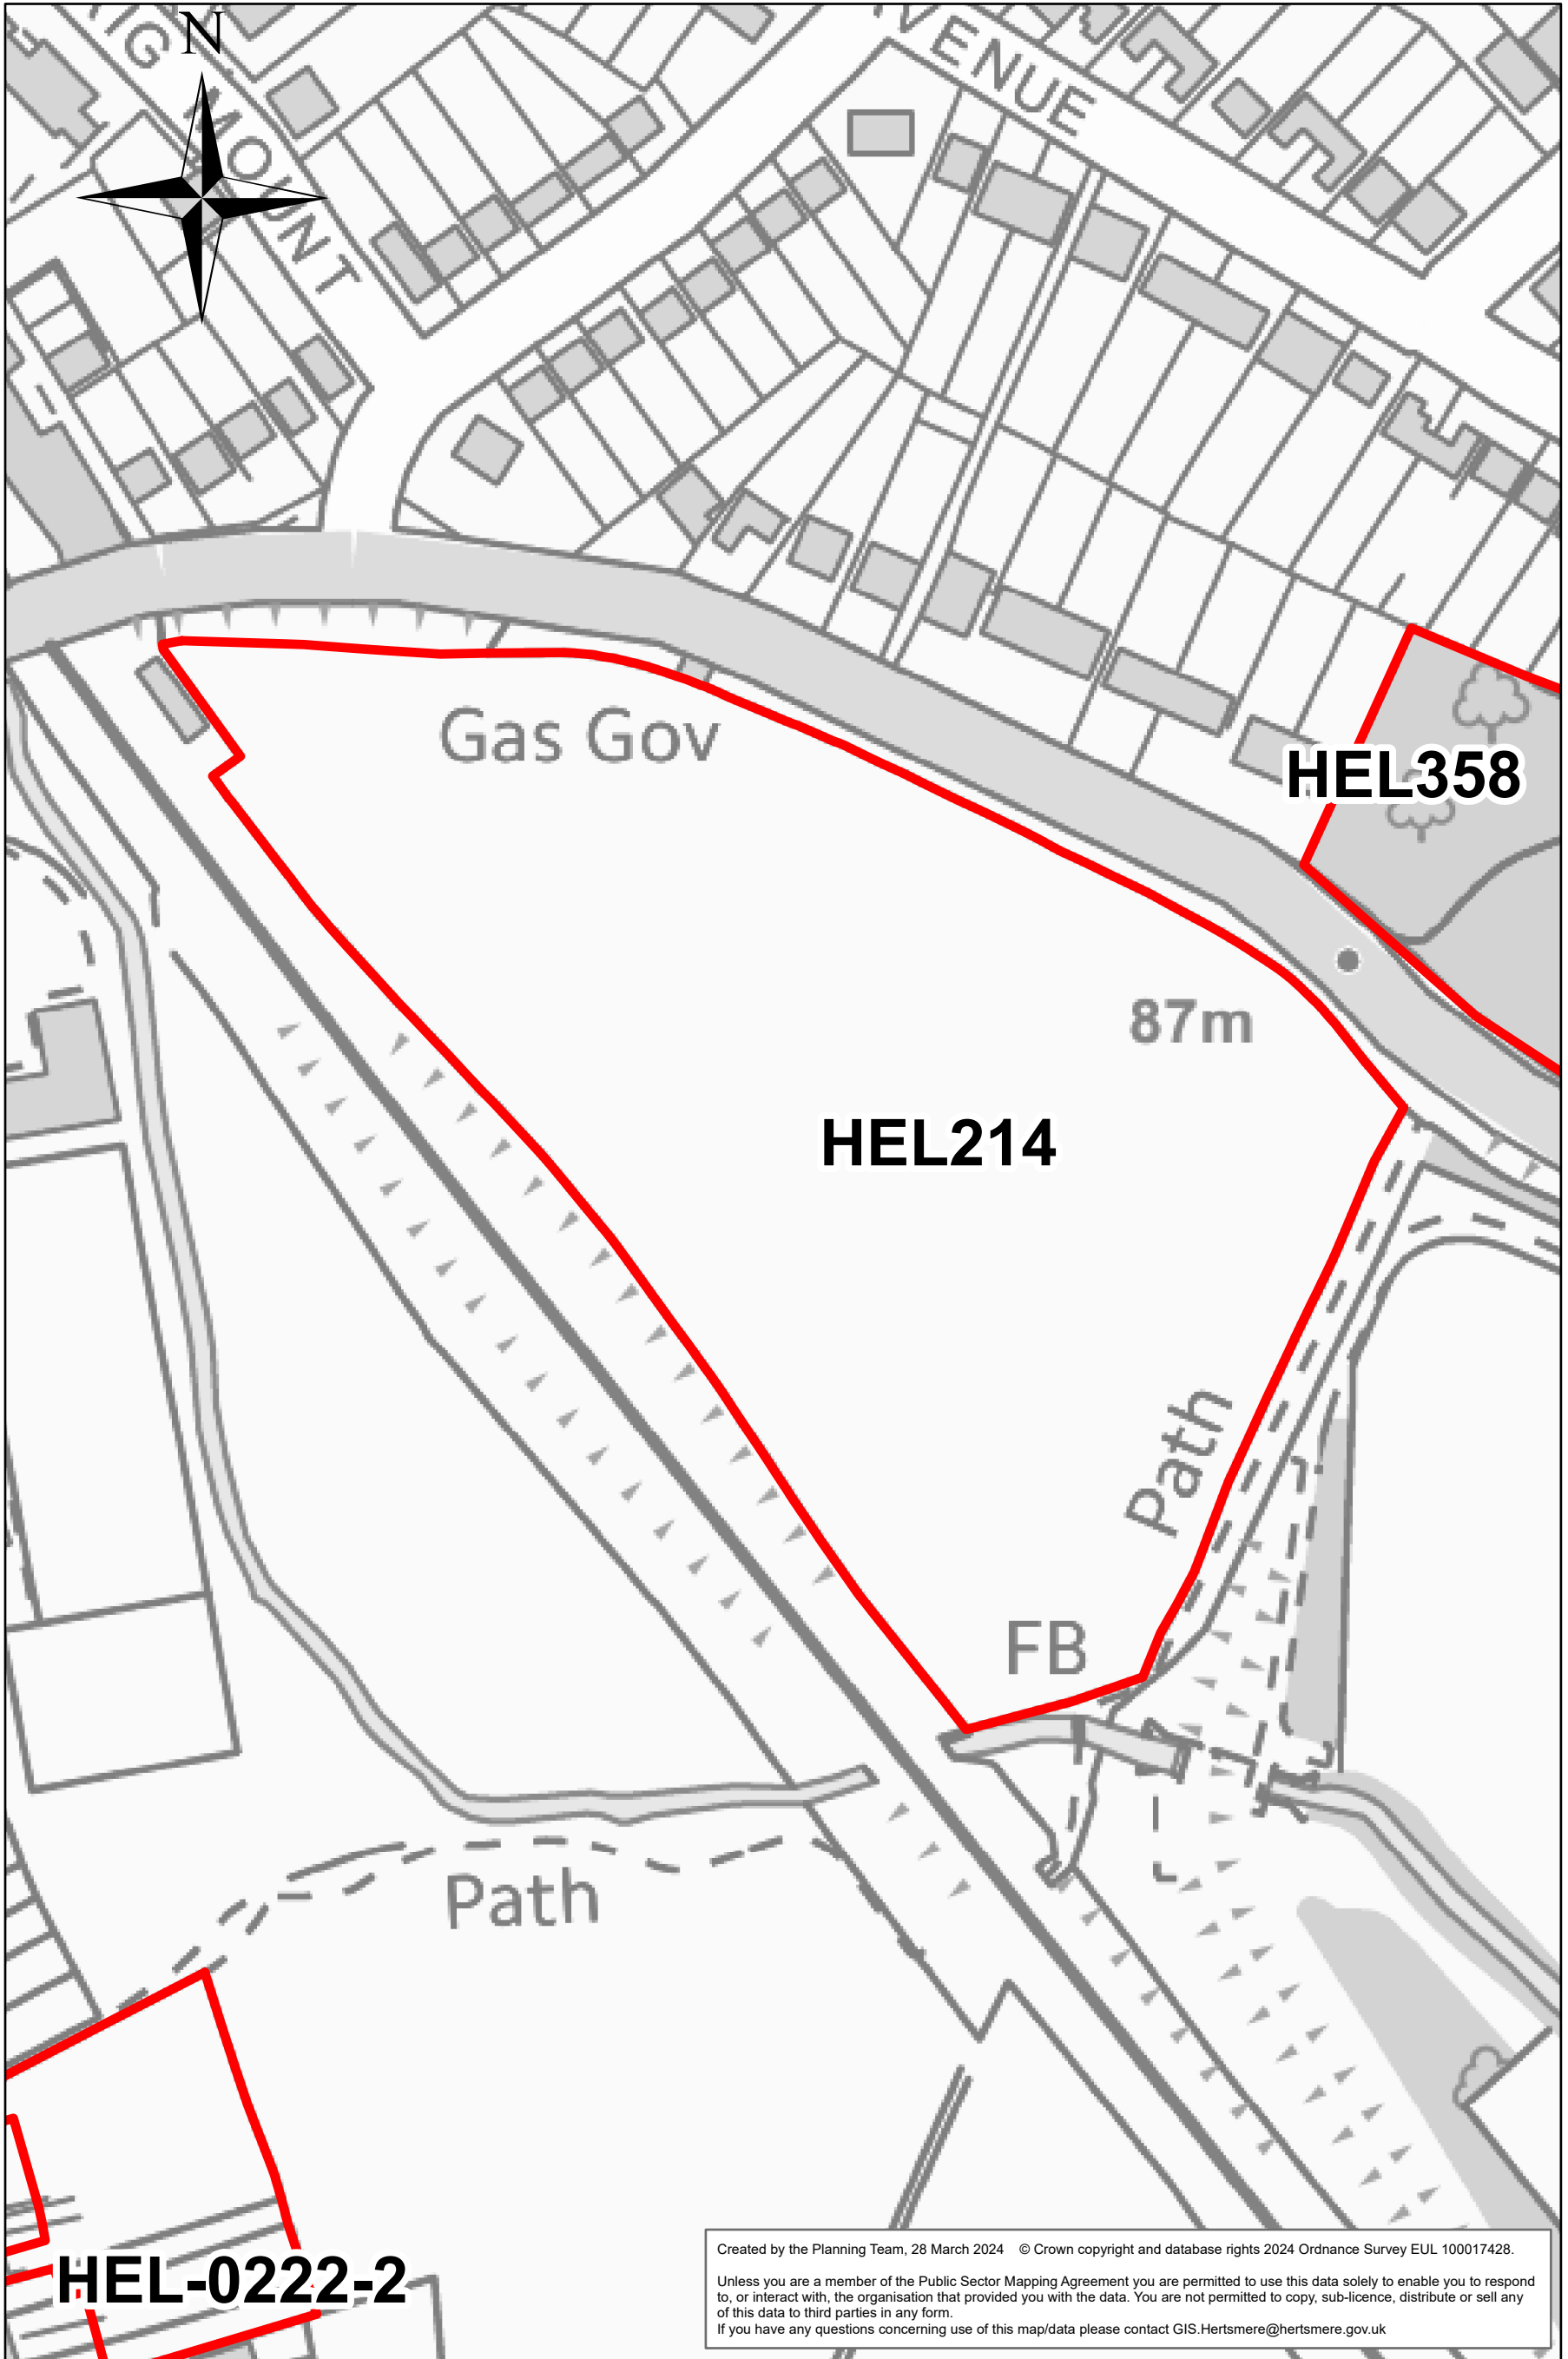 N
IG MOUNT
VENUE
Gas Gov
HEL358
87m
HEL214
Path
FB
Path
HEL-0222-2
Created by the Planning Team, 28 March 2024 © Crown copyright and database rights 2024 Ordnance Survey EUL 100017428.
Unless you are a member of the Public Sector Mapping Agreement you are permitted to use this data solely to enable you to respond
to, or interact with, the organisation that provided you with the data. You are not permitted to copy, sub-licence, distribute or sell any
of this data to third parties in any form.
If you have any questions concerning use of this map/data please contact GIS.Hertsmere@hertsmere.gov.uk